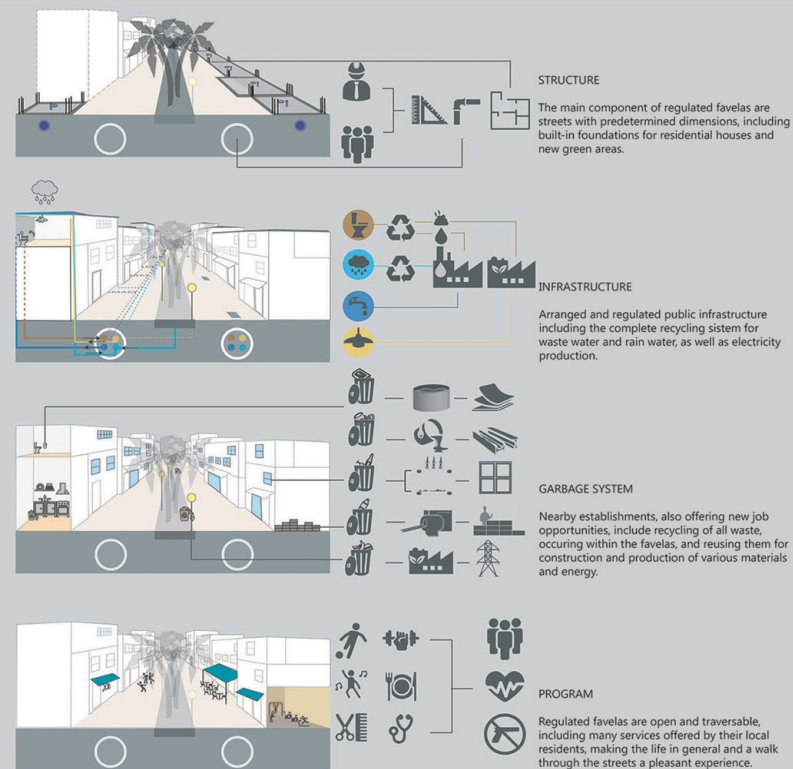 STRUCTURE
The main component of regulated favelas are
streets with predetermined dimensions, including
built-in foundations for residential houses and
new green areas.
INFRASTRUCTURE
Arranged and regulated public infrastructure
including the complete recycling sistem for
waste water and rain water, as well as electricity
production.
GARBAGE SYSTEM
Nearby establishments, also offering new job
opportunities, include recycling of all waste,
occuring within the favelas, and reusing them for
construction and production of various materials
and energy.
PROGRAM
Regulated favelas are open and traversable,
including many services offered by their local
residents, making the life in general and a walk
through the streets a pleasant experience.